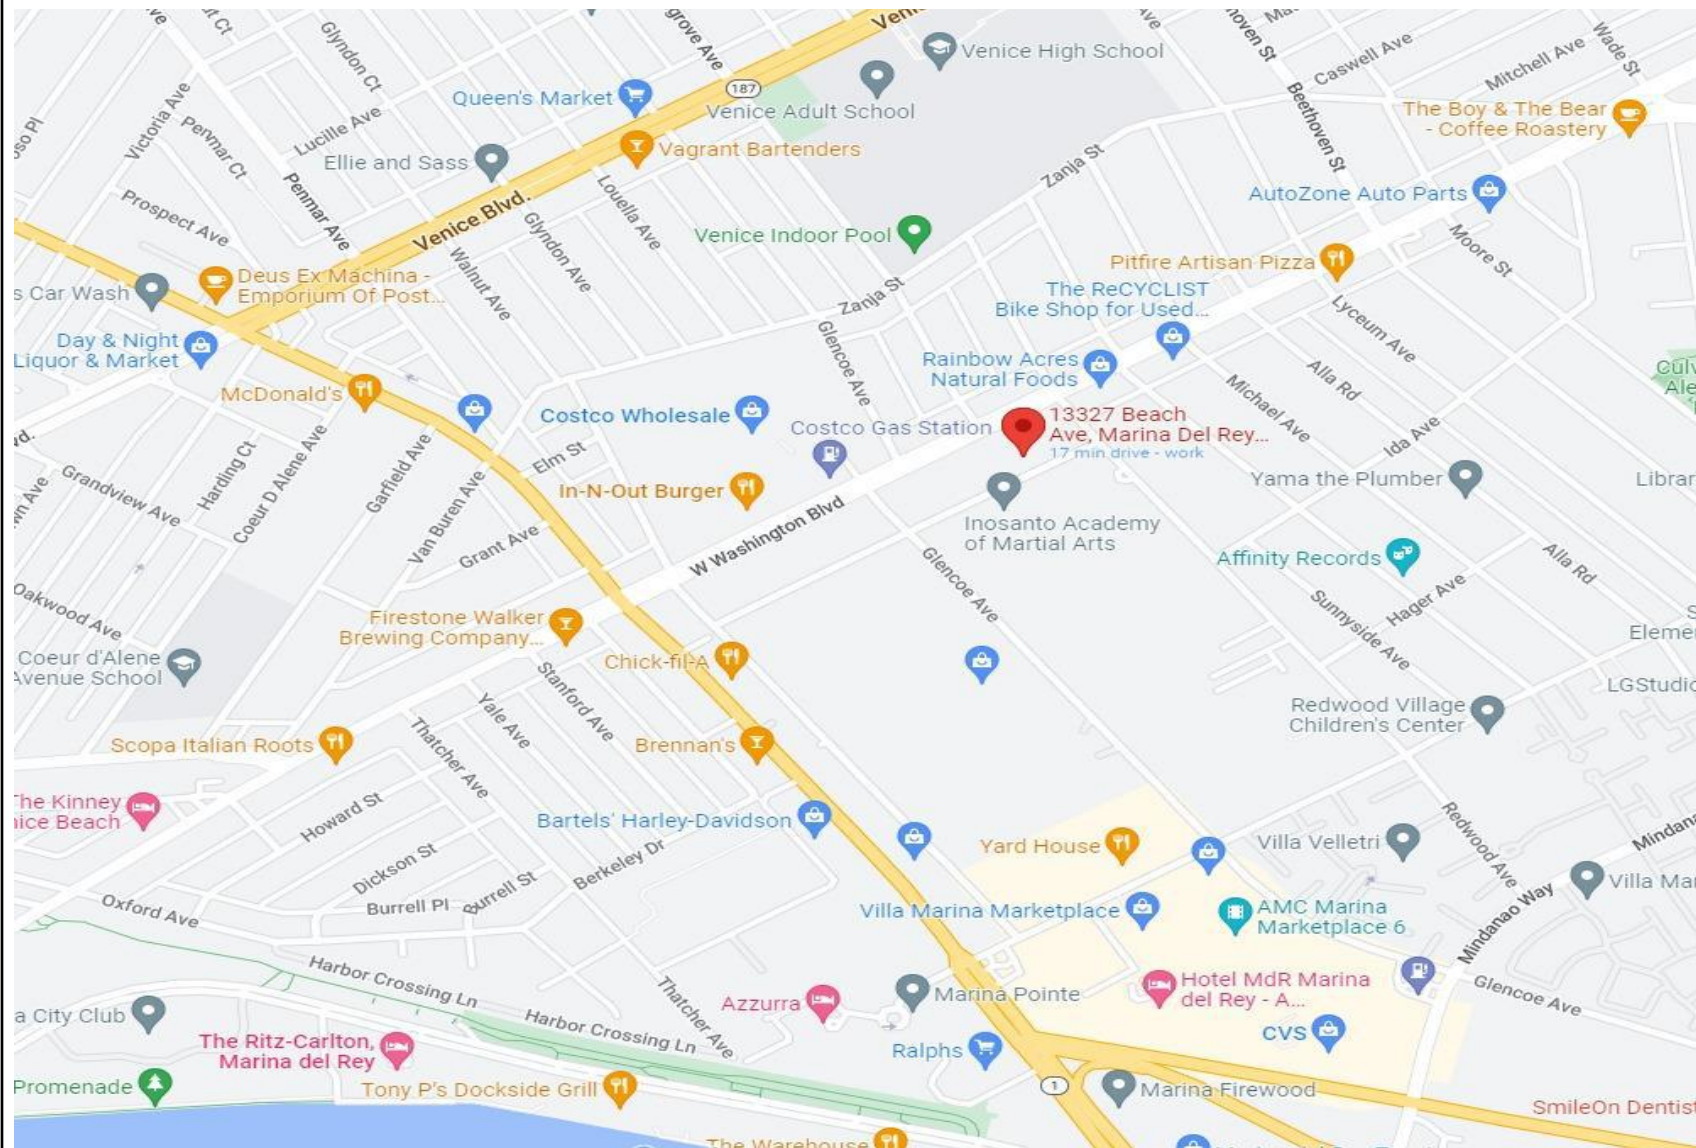 Glyndon Ct
Venice High School
Caswell Ave
Mitchell Ave
Wade St
Queen's Market
187
Venice Adult School
Beethoven St
The Boy & The Bear
- Coffee Roastery
Victoria Ave
Penmar Ct
Lucille Ave
Ellie and Sass
Vagrant Bartenders
Zanja St
AutoZone Auto Parts
Prospect Ave
Penmar Ave
Venice Blvd.
Louella Ave
Glyndon Ave
Walnut Ave
Venice Indoor Pool
Moore St
Pitfire Artisan Pizza
s Car Wash
Deus Ex Machina -
Emporium Of Post...
Zanja St
The ReCYCLIST
Bike Shop for Used...
Lyceum Ave
Day & Night
Liquor & Market
Glencoe Ave
Rainbow Acres
Natural Foods
Alla Rd
Michael Ave
McDonald's
Costco Wholesale
Costco Gas Station
13327 Beach
Ave, Marina Del Rey...
17 min drive - work
Ida Ave
Grandview Ave
Harding Ct
Coeur D Alene Ave
Garfield Ave
Van Buren Ave
Elm St
In-N-Out Burger
Yama the Plumber
Grant Ave
W Washington Blvd
Inosanto Academy
of Martial Arts
Affinity Records
Alla Rd
Oakwood Ave
Glencoe Ave
Hager Ave
Sunnyside Ave
Firestone Walker
Brewing Company...
Coeur d'Alene
Avenue School
Chick-fil-A
Stanford Ave
Yale Ave
Thatcher Ave
LGStudio
Redwood Village
Children's Center
Scopa Italian Roots
Brennan's
The Kinney
nice Beach
Howard St
Bartels' Harley-Davidson
Yard House
Villa Velletri
Redwood Ave
Dickson St
Berkeley Dr
Burrell St
Burrell Pl
Oxford Ave
Villa Marina Marketplace
AMC Marina
Marketplace 6
Mindanao Way
Harbor Crossing Ln
Thatcher Ave
Azzurra
Marina Pointe
Hotel MdR Marina
del Rey - A...
Glencoe Ave
a City Club
Harbor Crossing Ln
The Ritz-Carlton,
Marina del Rey
Ralphs
CVS
Promenade
Tony P's Dockside Grill
1
Marina Firewood
SmileOn Dentist
The Warehouse